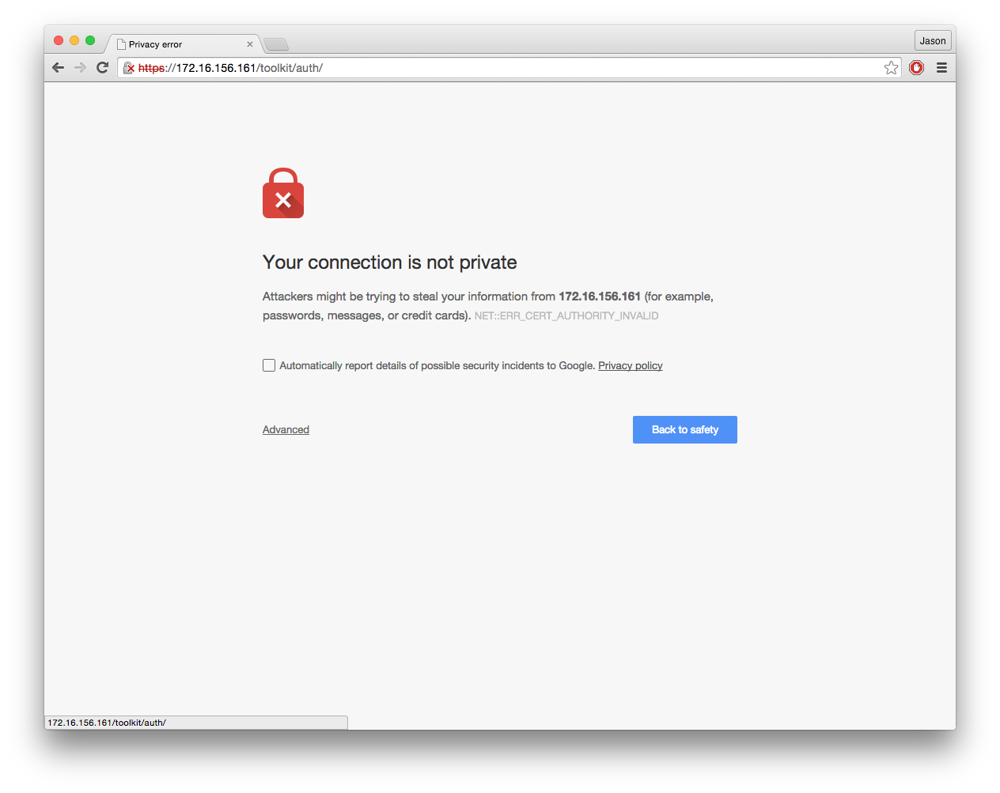 Privacy error
Jason
https://172.16.156.161/toolkit/auth/
Your connection is not private
Attackers might be trying to steal your information from 172.16.156.161 (for example,
passwords, messages, or credit cards). NET::ERR_CERT_AUTHORITY_INVALID
Automatically report details of possible security incidents to Google. Privacy policy
Advanced
Back to safety
172.16.156.161/toolkit/auth/